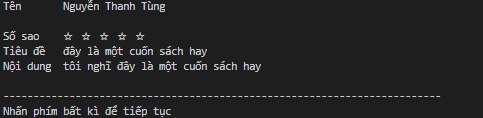 Tên Nguyễn Thanh Tùng
Số sao ☆ ☆ ☆ ☆ ☆
Tiêu đề đây là một cuốn sách hay
Nội dung tôi nghĩ đây là một cuốn sách hay
-------------------------------------------------------------------------
Nhấn phím bất kì để tiếp tục